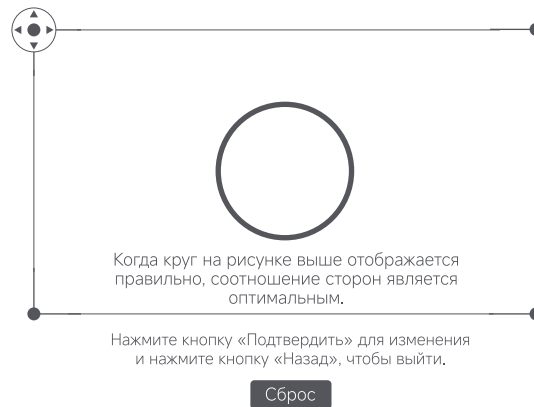 Когда круг на рисунке выше отображается
правильно, соотношение сторон является
оптимальным.
Нажмите кнопку «Подтвердить» для изменения
и нажмите кнопку «Назад», чтобы выйти.
Сброс